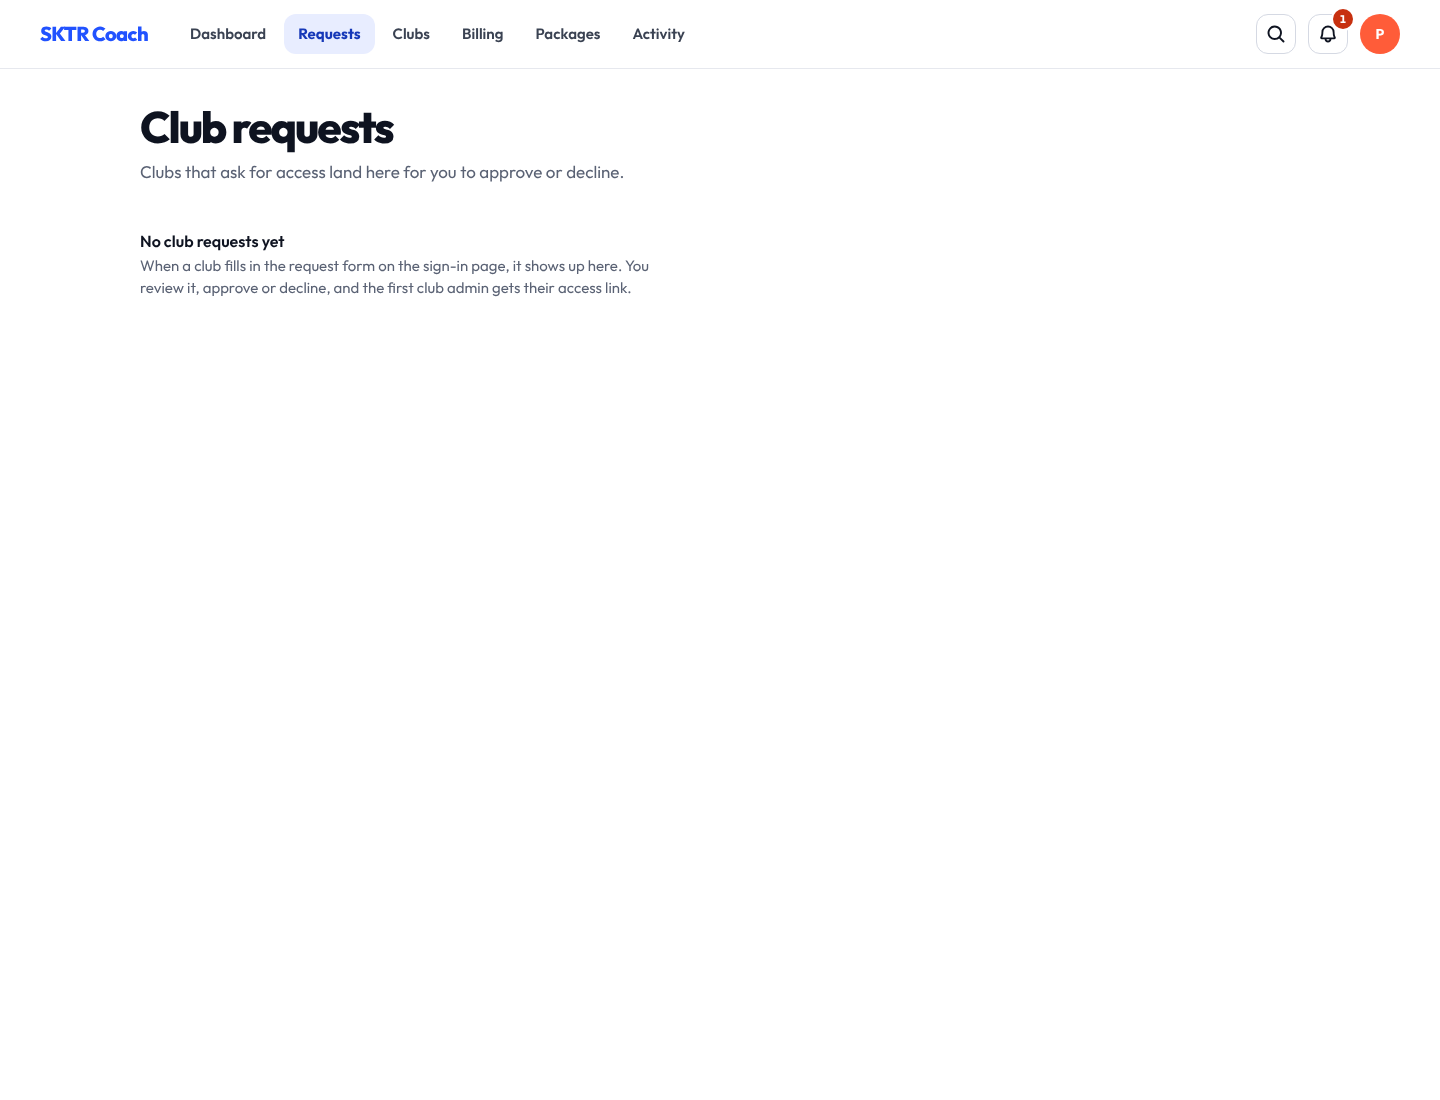 SKTR Coach
Dashboard
Requests
Clubs
Billing
Packages
Activity
1
P
Club requests
Clubs that ask for access land here for you to approve or decline.
No club requests yet
When a club fills in the request form on the sign-in page, it shows up here. You
review it, approve or decline, and the first club admin gets their access link.